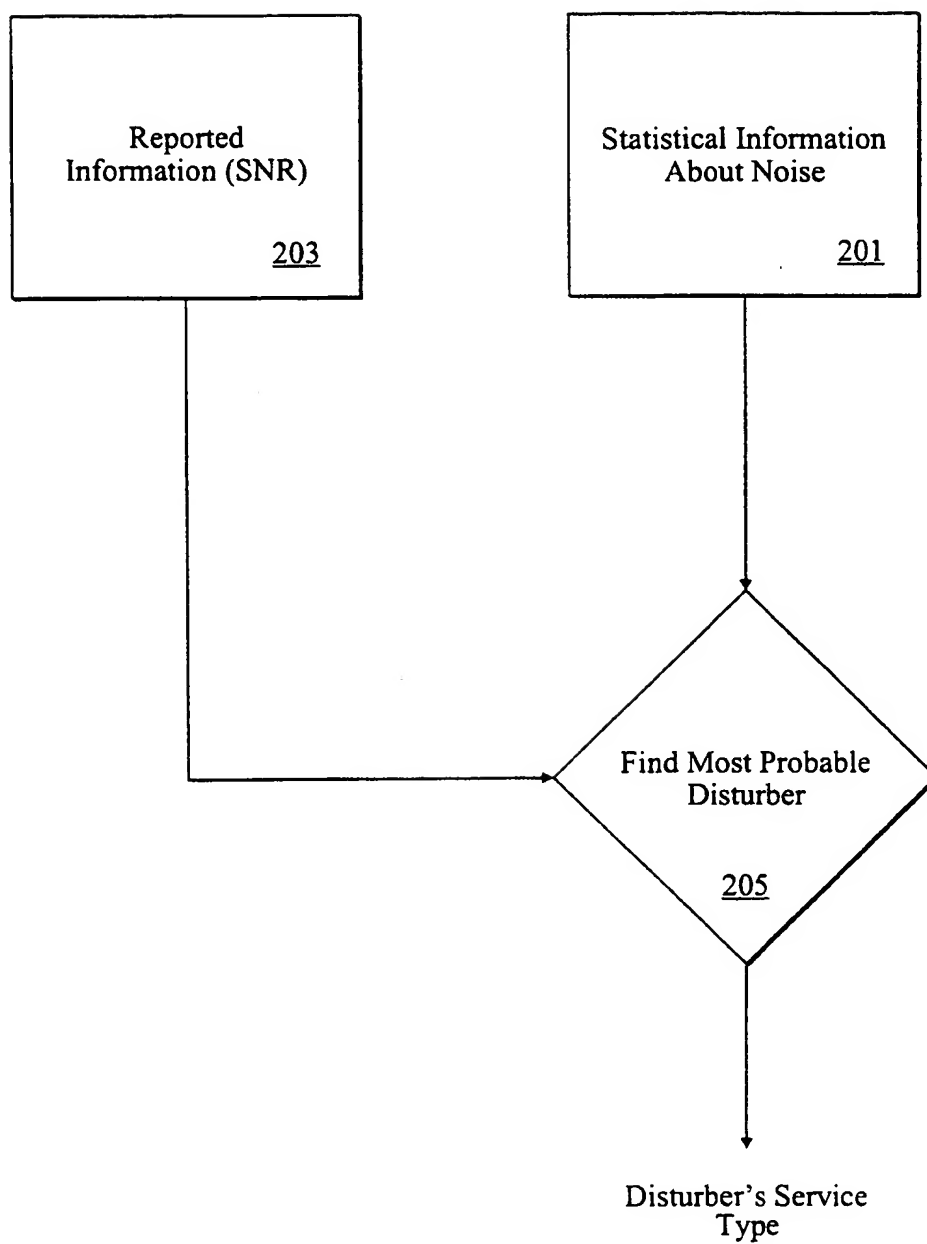 Reported
Information (SNR)
203
Statistical Information
About Noise
201
Find Most Probable
Disturber
205
Disturber's Service
Type